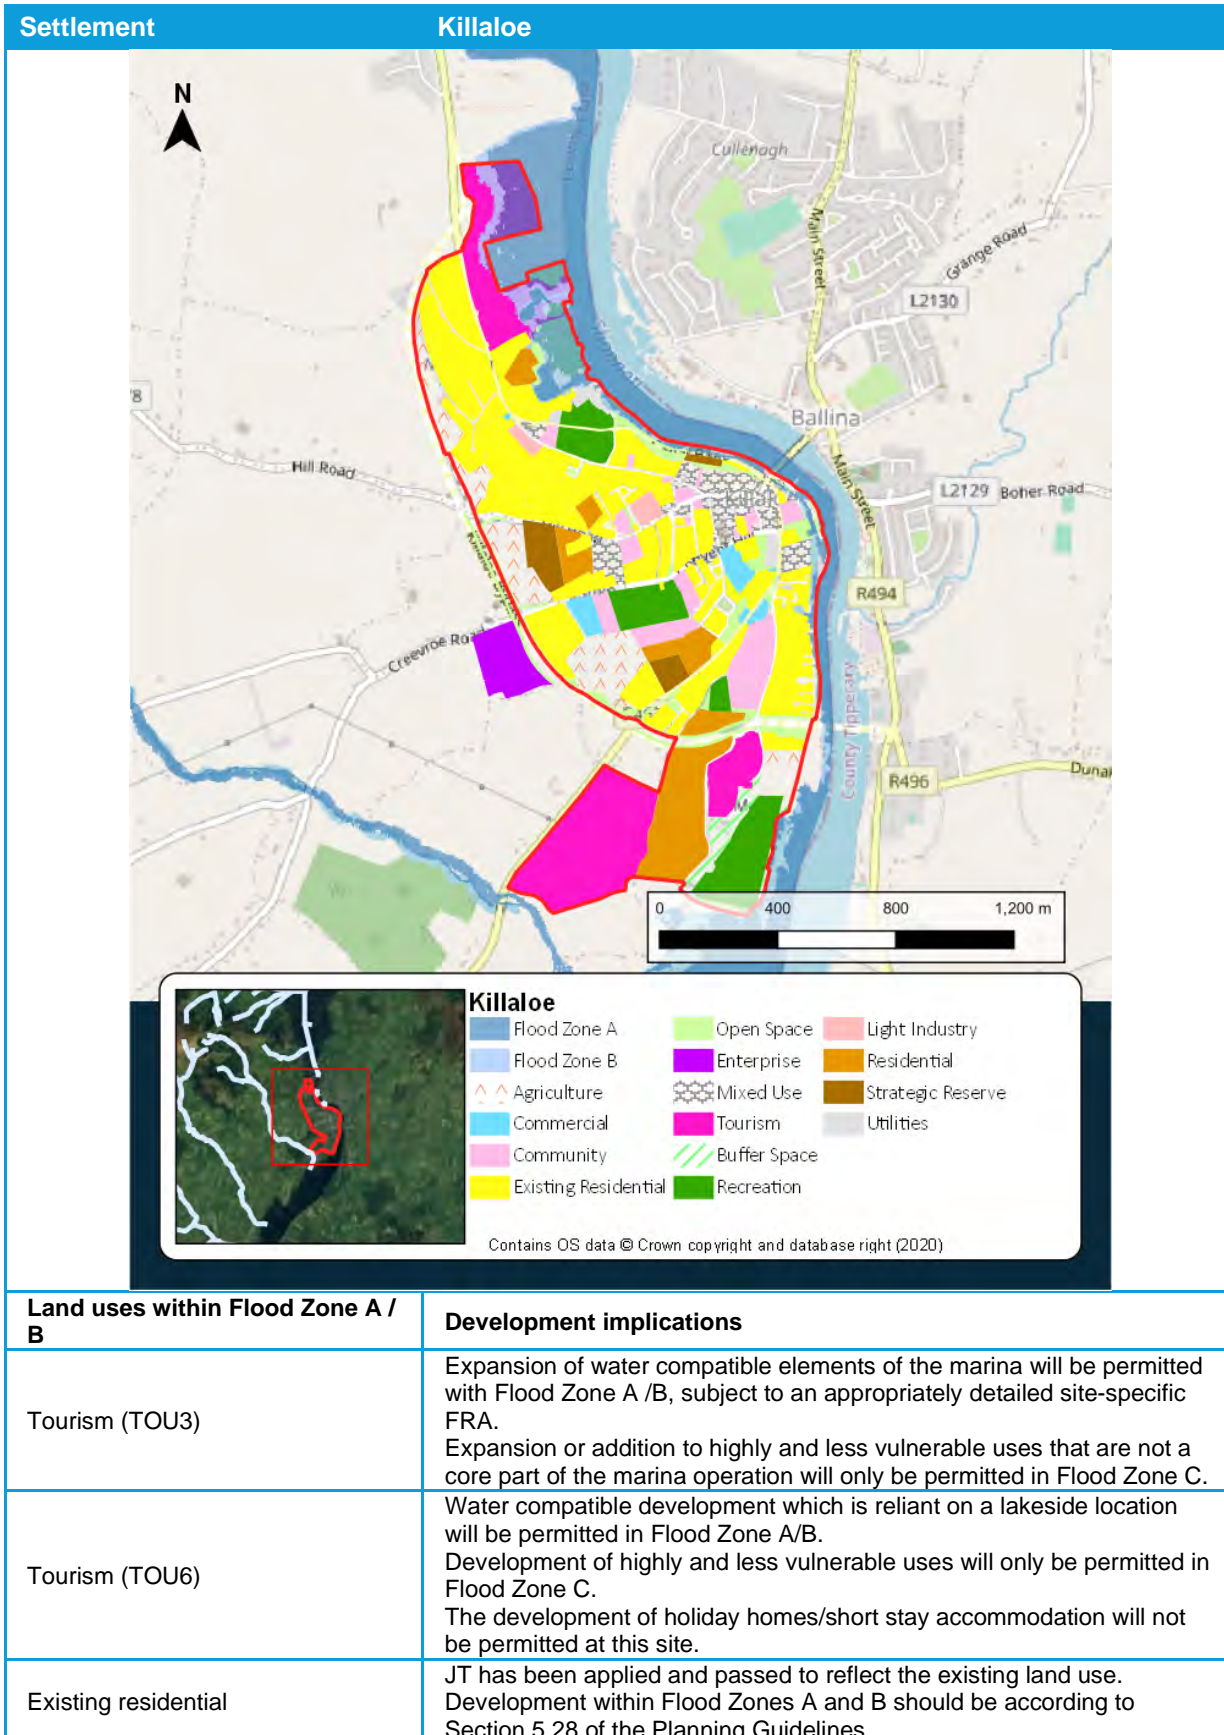 Settlement Killaloe
N
Cullenagh
Main Street
Grange Road
L2130
Ballina
Hill Road
Main Street
L2129 Boher Road
R494
Creeveroe Road
County Tipperary
R496
0 400 800 1,200 m
Killaloe
Flood Zone A Open Space Light Industry
Flood Zone B Enterprise Residential
Agriculture Mixed Use Strategic Reserve
Commercial Tourism Utilities
Community Buffer Space
Existing Residential Recreation
Contains OS data © Crown copyright and database right (2020)
Land uses within Flood Zone A /
B
Development implications
Tourism (TOU3)
Expansion of water compatible elements of the marina will be permitted
with Flood Zone A /B, subject to an appropriately detailed site-specific
FRA.
Expansion or addition to highly and less vulnerable uses that are not a
core part of the marina operation will only be permitted in Flood Zone C.
Tourism (TOU6)
Water compatible development which is reliant on a lakeside location
will be permitted in Flood Zone A/B.
Development of highly and less vulnerable uses will only be permitted in
Flood Zone C.
The development of holiday homes/short stay accommodation will not
be permitted at this site.
Existing residential
JT has been applied and passed to reflect the existing land use.
Development within Flood Zones A and B should be according to
Section 5.28 of the Planning Guidelines